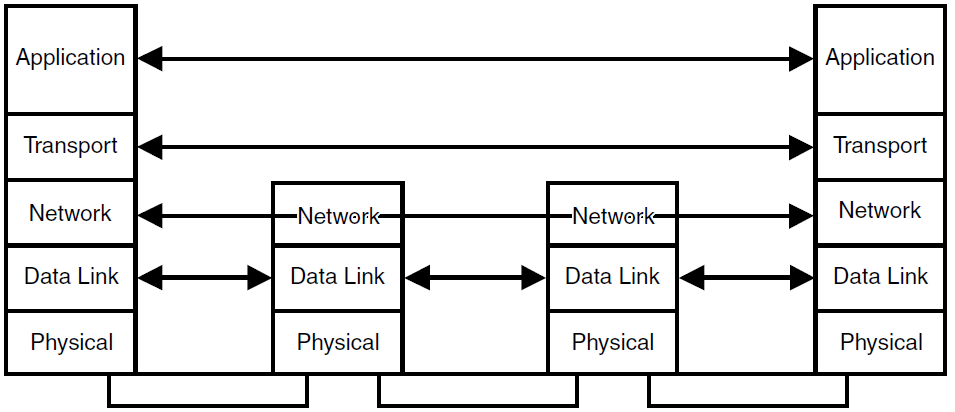 Application
Application
Transport
Transport
Network
Network
Network
Network
Data Link
Data Link
Data Link
Data Link
Physical
Physical
Physical
Physical